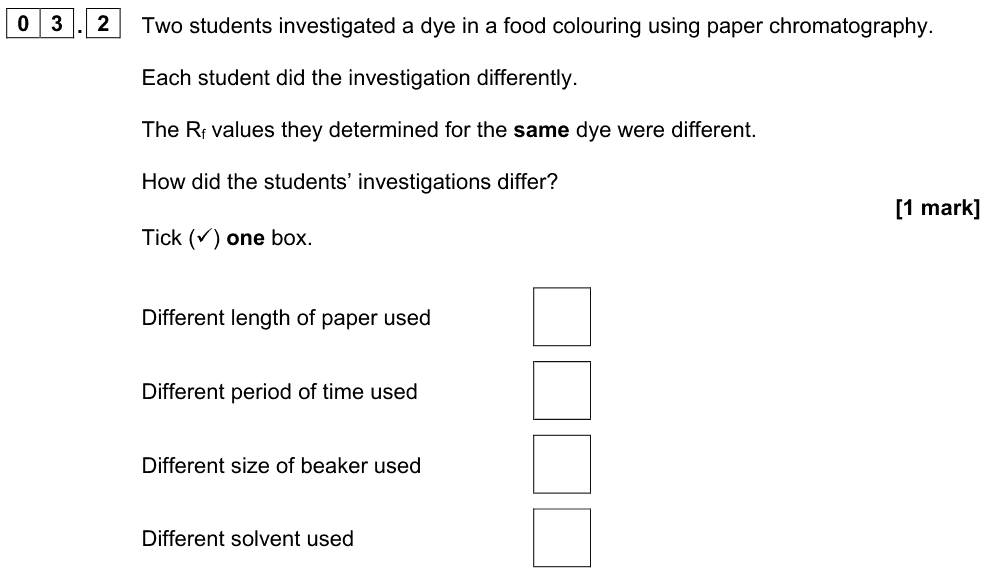 0 3 . 2 Two students investigated a dye in a food colouring using paper chromatography.
Each student did the investigation differently.
The Rf values they determined for the same dye were different.
How did the students’ investigations differ?
[1 mark]
Tick (✓) one box.
Different length of paper used
Different period of time used
Different size of beaker used
Different solvent used